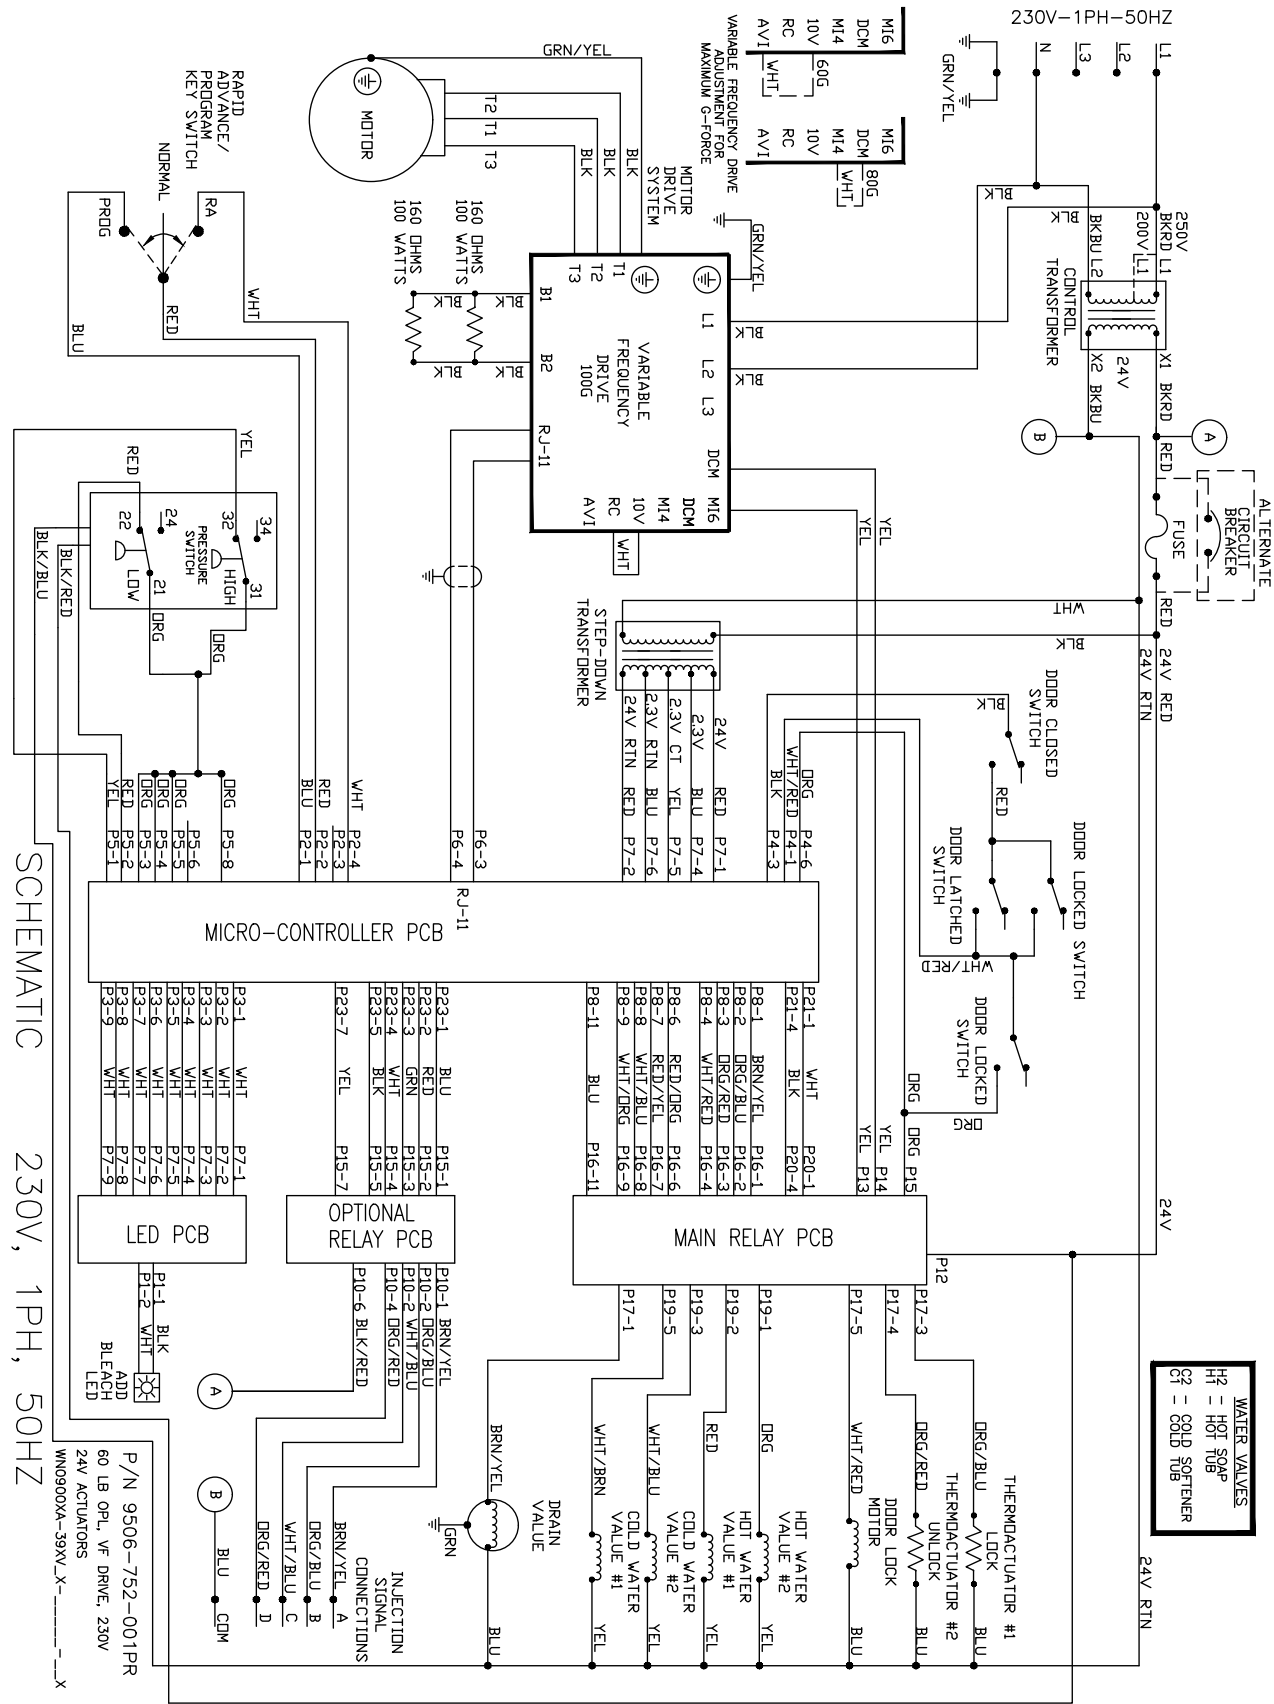 230V-1PH-50HZ
L1
L2
L3
N
GRN/YEL
MI6
DCM
MI4
10V
RC
AVI
60G
WHT
MI6
DCM
MI4
10V
RC
AVI
80G
WHT
VARIABLE FREQUENCY DRIVE
ADJUSTMENT FOR
MAXIMUM G-FORCE
GRN/YEL
MOTOR
T2
T1
T3
BLK
BLK
BLK
MOTOR
DRIVE
SYSTEM
RAPID
ADVANCE/
PROGRAM
KEY SWITCH
NORMAL
RA
PROG
WHT
RED
BLU
160 OHMS
100 WATTS
160 OHMS
100 WATTS
BLK
BLK
BLK
BLK
GRN/YEL
BLK
BLK
BLK
BLK
250V
BKRD L1
200V L1
BKBU L2
CONTROL
TRANSFORMER
X1 BKRD
24V
X2 BKBU
A
B
RED
FUSE
ALTERNATE
CIRCUIT
BREAKER
RED
24V RED
24V RTN
WHT
BLK
T1
T2
T3
L1
L2
L3
B1
B2
VARIABLE
FREQUENCY
DRIVE
100G
RJ-11
DCM
MI6
DCM
MI4
10V
RC
AVI
WHT
YEL
YEL
YEL
RED
34
32
31
HIGH
PRESSURE
SWITCH
24
22
21
LOW
ORG
ORG
BLK/RED
BLK/BLU
STEP-DOWN
TRANSFORMER
24V
2.3V
2.3V CT
2.3V RTN
24V RTN
RED
BLU
YEL
BLU
RED
P7-1
P7-4
P7-5
P7-6
P7-2
BLK
DOOR CLOSED
SWITCH
RED
DOOR LOCKED SWITCH
DOOR LATCHED
SWITCH
WHT/RED
DOOR LOCKED
SWITCH
ORG
ORG
ORG
WHT/RED
BLK
P4-6
P4-1
P4-3
P6-3
P6-4
RJ-11
WHT
RED
BLU
P2-4
P2-3
P2-2
P2-1
ORG
ORG
ORG
ORG
RED
YEL
P5-8
P5-6
P5-5
P5-4
P5-3
P5-2
P5-1
MICRO-CONTROLLER PCB
P21-1 WHT P20-1
P21-4 BLK P20-4
P8-1 BRN/YEL P16-1
P8-2 ORG/BLU P16-2
P8-3 ORG/RED P16-3
P8-4 WHT/RED P16-4
P8-6 RED/ORG P16-6
P8-7 RED/YEL P16-7
P8-8 WHT/BLU P16-8
P8-9 WHT/ORG P16-9
P8-11 BLU P16-11
P23-1 BLU P15-1
P23-2 RED P15-2
P23-3 GRN P15-3
P23-4 WHT P15-4
P23-5 BLK P15-5
P23-7 YEL P15-7
P3-1 WHT P7-1
P3-2 WHT P7-2
P3-3 WHT P7-3
P3-4 WHT P7-4
P3-5 WHT P7-5
P3-6 WHT P7-6
P3-7 WHT P7-7
P3-8 WHT P7-8
P3-9 WHT P7-9
ORG P15
YEL P14
YEL P13
24V
P12
MAIN RELAY PCB
OPTIONAL
RELAY PCB
LED PCB
P17-3
P17-4
P17-5
P19-1
P19-2
P19-3
P19-5
P17-1
P10-1 BRN/YEL
P10-2 ORG/BLU
P10-2 WHT/BLU
P10-4 ORG/RED
P10-6 BLK/RED
P1-1 BLK
P1-2 WHT
ADD
BLEACH
LED
A
B
BLU
COM
ORG/RED
D
WHT/BLU
C
ORG/BLU
B
BRN/YEL
A
INJECTION
SIGNAL
CONNECTIONS
BRN/YEL
DRAIN
VALUE
GRN
BLU
WHT/BRN
COLD WATER
VALUE #1
YEL
WHT/BLU
COLD WATER
VALUE #2
YEL
RED
HOT WATER
VALUE #1
YEL
ORG
HOT WATER
VALUE #2
YEL
WHT/RED
DOOR LOCK
MOTOR
BLU
ORG/RED
THERMOACTUATOR #2
UNLOCK
BLU
ORG/BLU
THERMOACTUATOR #1
LOCK
BLU
24V RTN
WATER VALVES
H2 - HOT SOAP
H1 - HOT TUB
C2 - COLD SOFTENER
C1 - COLD TUB
P/N 9506-752-001PR
60 LB OPL, VF DRIVE, 230V
24V ACTUATORS
WN0900XA-39XV_X-______-__X
SCHEMATIC 230V, 1PH, 50HZ